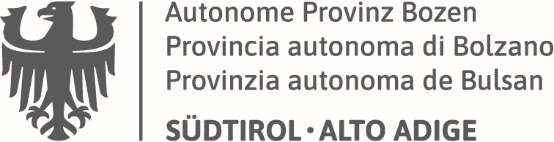 Autonome Provinz Bozen
Provincia autonoma di Bolzano
Provinzia autonoma de Bulsan
SÜDTIROL • ALTO ADIGE